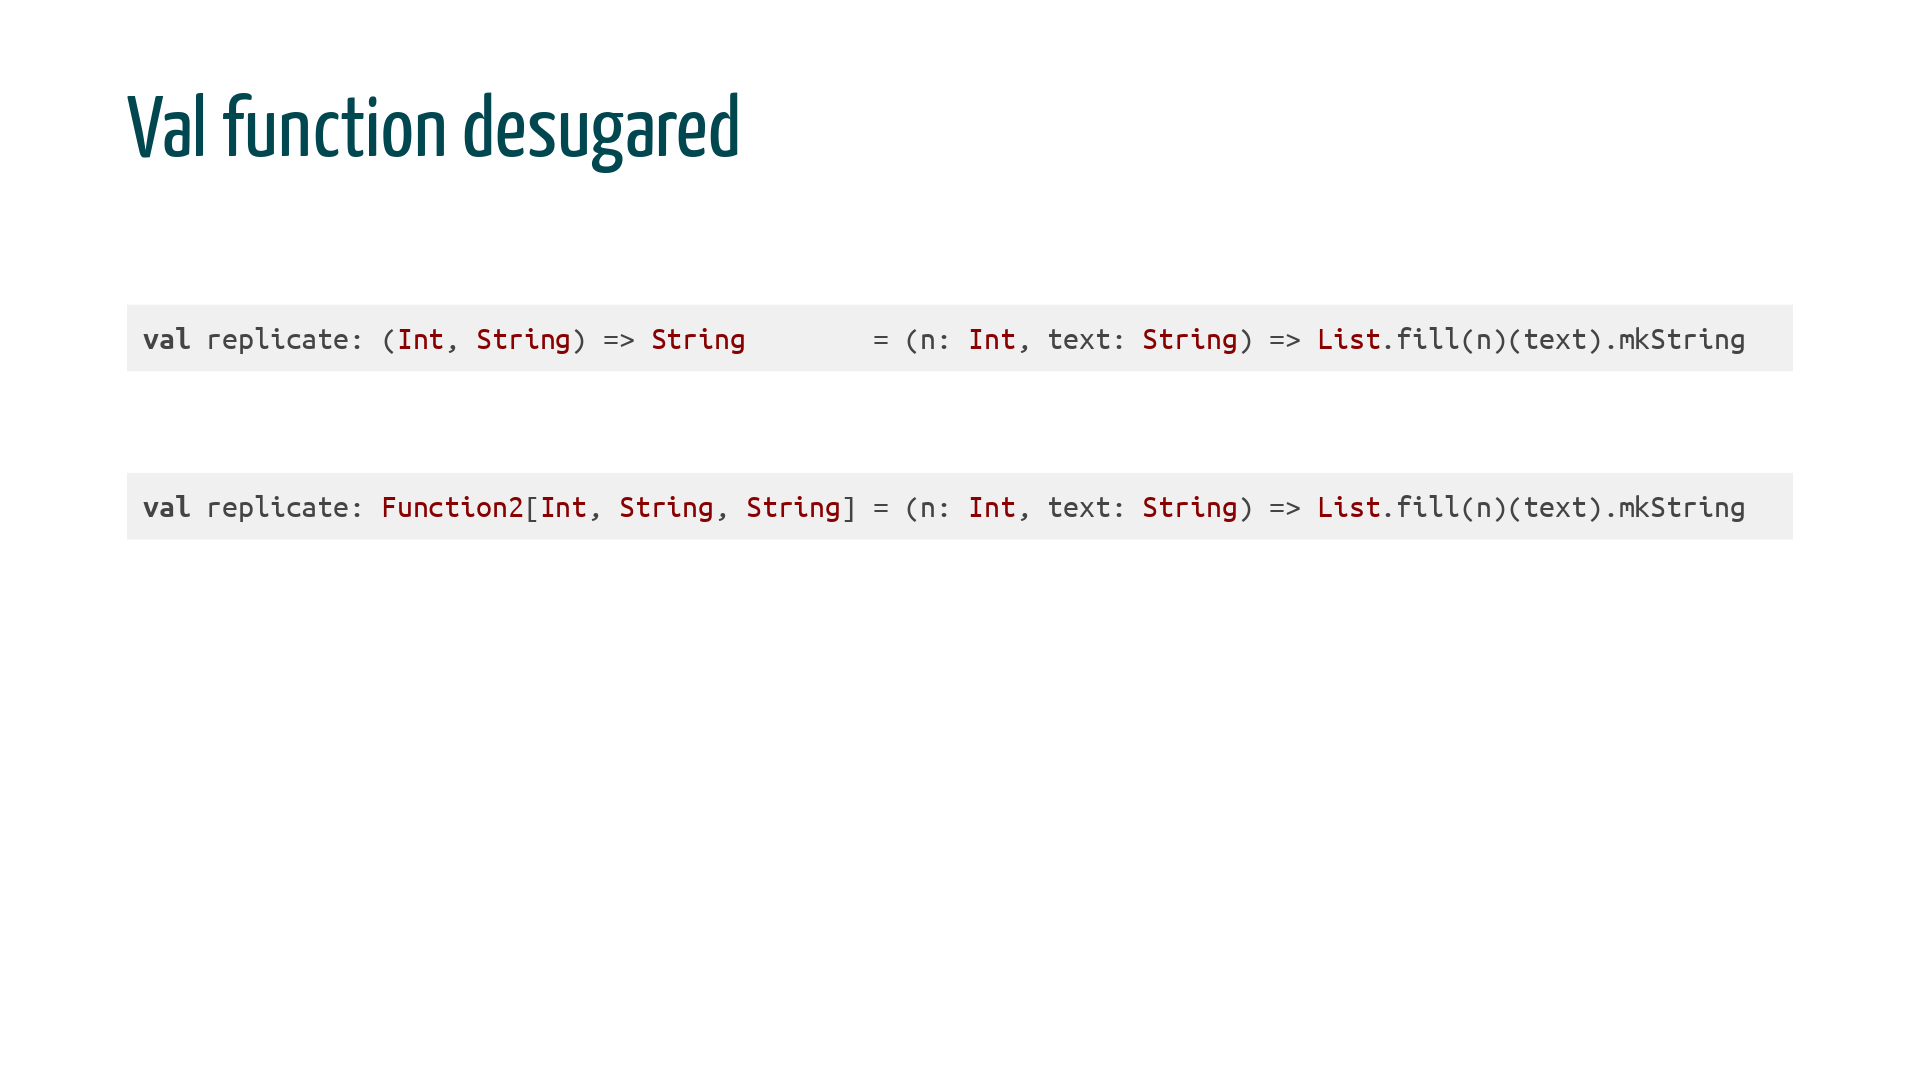 Val function desugared
val replicate: (Int, String) => String        = (n: Int, text: String) => List.fill(n)(text).mkString
val replicate: Function2[Int, String, String] = (n: Int, text: String) => List.fill(n)(text).mkString